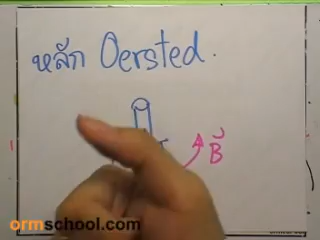 หลัก Oersted.
B
ormschool.com